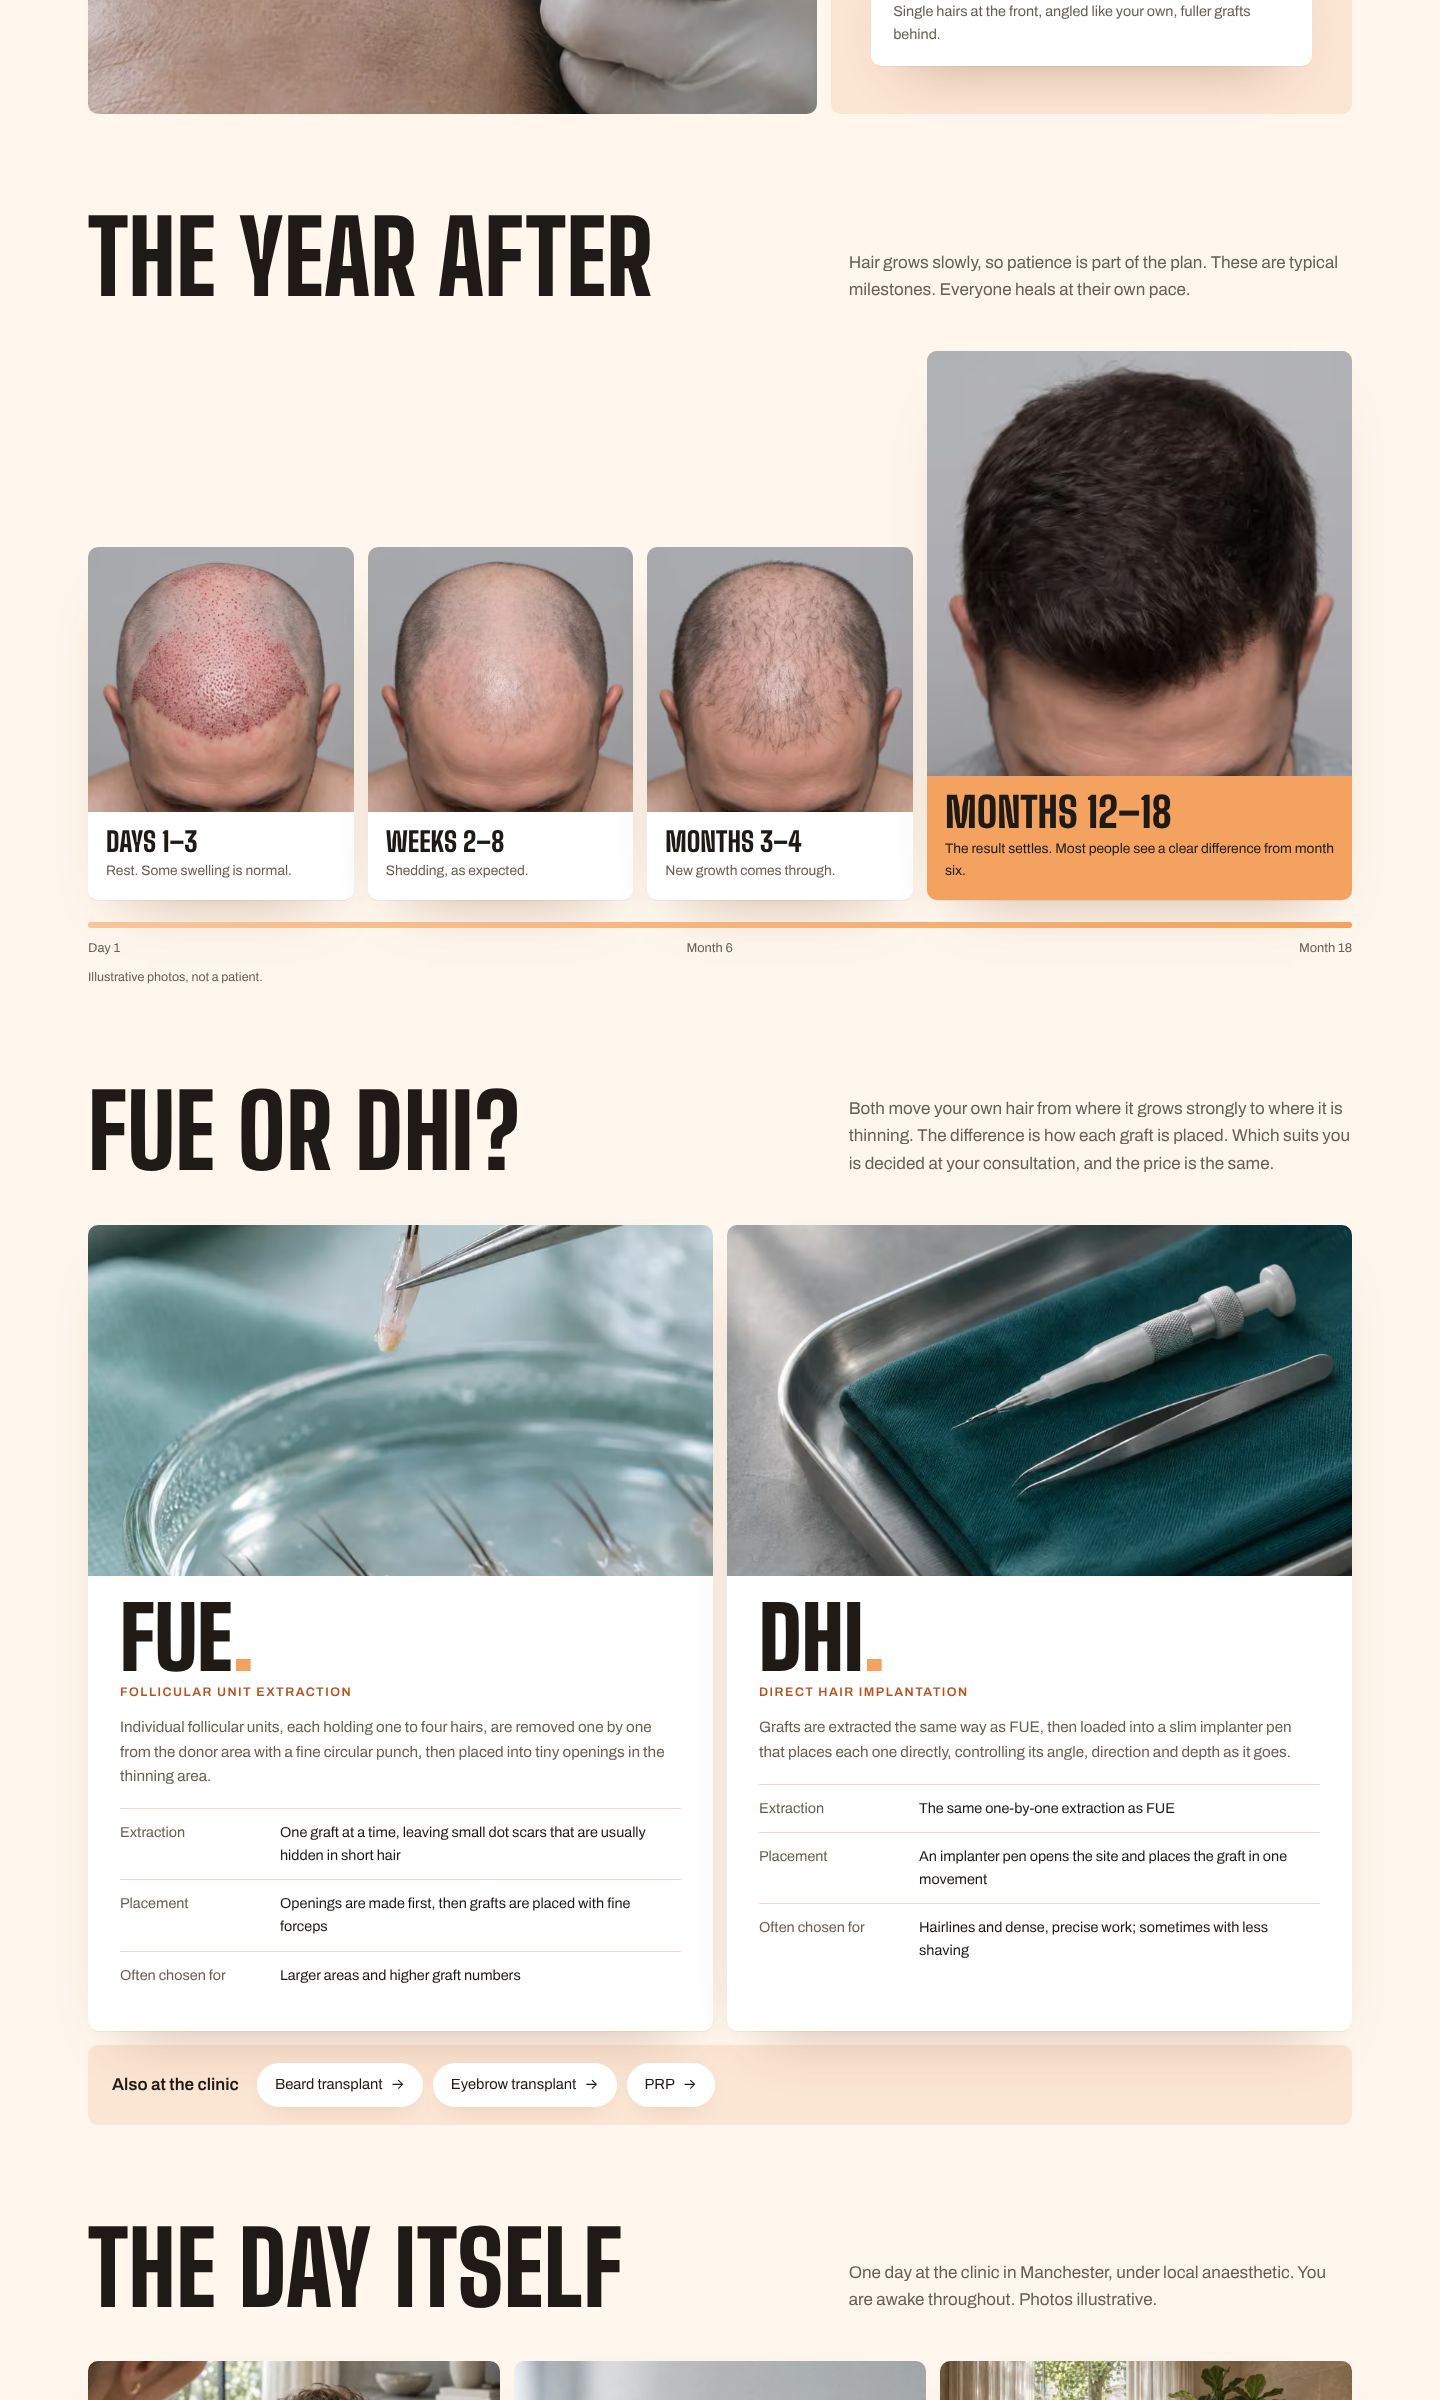 Single hairs at the front, angled like your own, fuller grafts
behind.
THE YEAR AFTER
Hair grows slowly, so patience is part of the plan. These are typical
milestones. Everyone heals at their own pace.
DAYS 1–3
Rest. Some swelling is normal.
WEEKS 2–8
Shedding, as expected.
MONTHS 3–4
New growth comes through.
MONTHS 12–18
The result settles. Most people see a clear difference from month
six.
Day 1
Month 6
Month 18
Illustrative photos, not a patient.
FUE OR DHI?
Both move your own hair from where it grows strongly to where it is
thinning. The difference is how each graft is placed. Which suits you
is decided at your consultation, and the price is the same.
FUE.
FOLLICULAR UNIT EXTRACTION
Individual follicular units, each holding one to four hairs, are removed one by one
from the donor area with a fine circular punch, then placed into tiny openings in the
thinning area.
Extraction
One graft at a time, leaving small dot scars that are usually
hidden in short hair
Placement
Openings are made first, then grafts are placed with fine
forceps
Often chosen for
Larger areas and higher graft numbers
DHI.
DIRECT HAIR IMPLANTATION
Grafts are extracted the same way as FUE, then loaded into a slim implanter pen
that places each one directly, controlling its angle, direction and depth as it goes.
Extraction
The same one-by-one extraction as FUE
Placement
An implanter pen opens the site and places the graft in one
movement
Often chosen for
Hairlines and dense, precise work; sometimes with less
shaving
Also at the clinic
Beard transplant →
Eyebrow transplant →
PRP →
THE DAY ITSELF
One day at the clinic in Manchester, under local anaesthetic. You
are awake throughout. Photos illustrative.